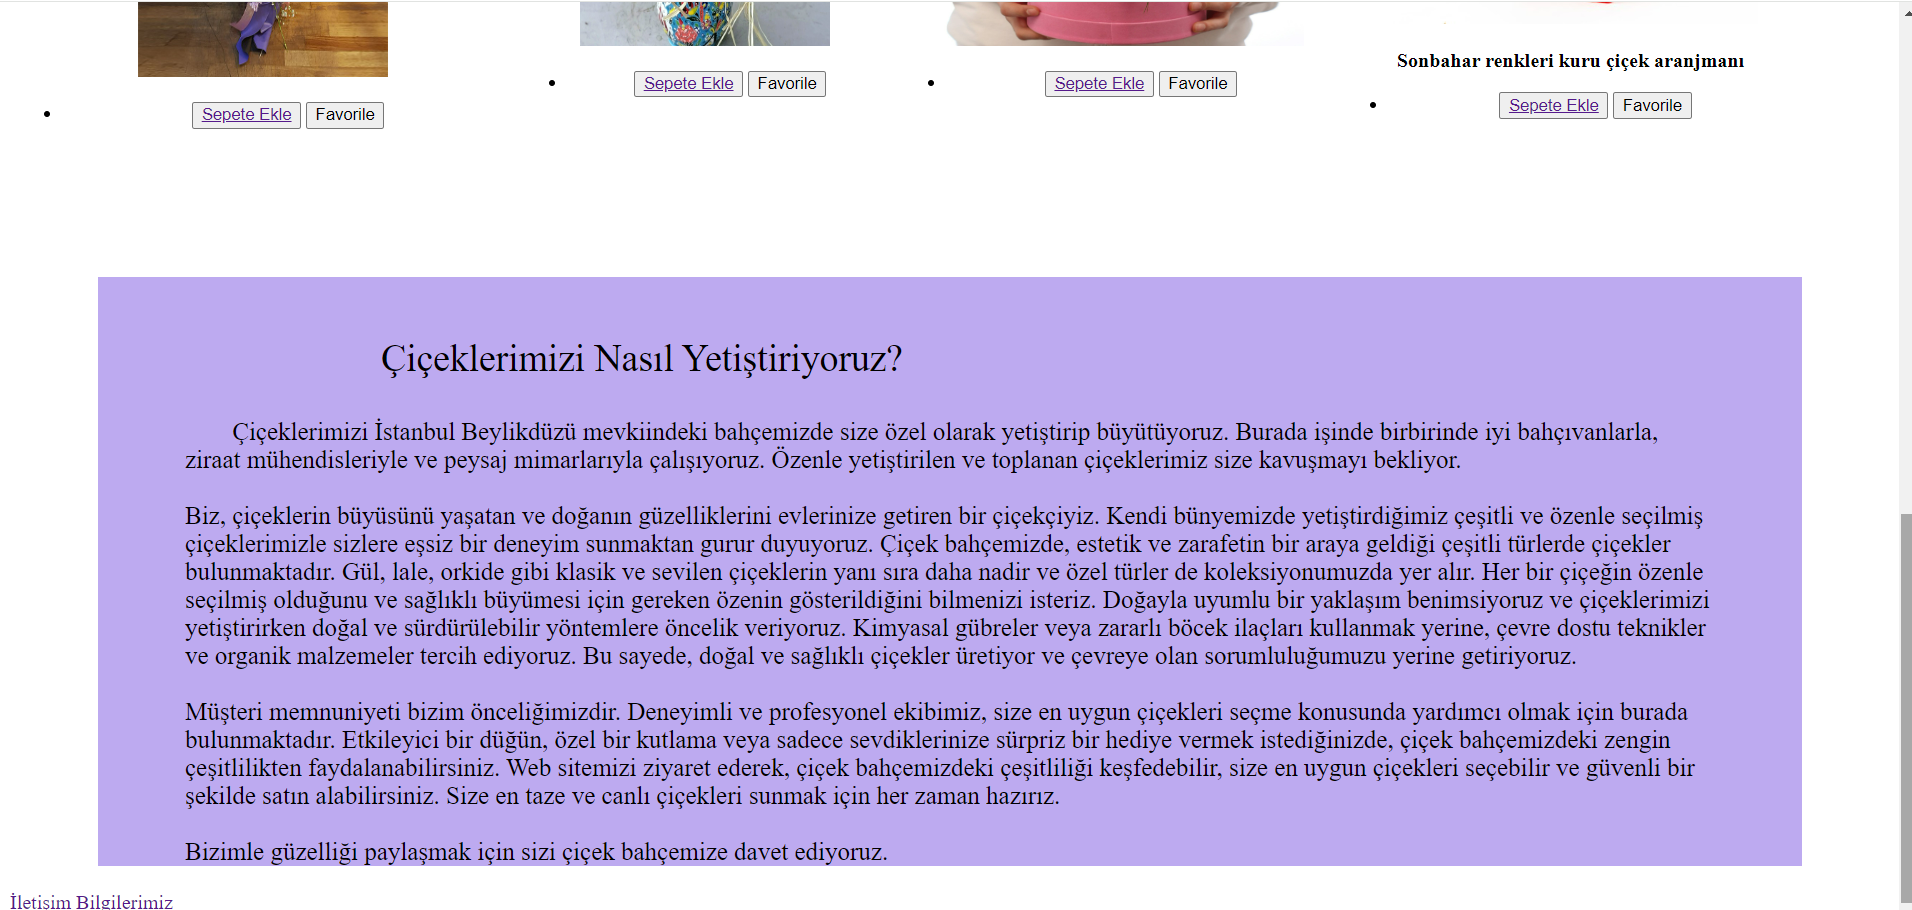 Sonbahar renkleri kuru çiçek aranjmanı
Sepete Ekle Favorile
Sepete Ekle Favorile
Sepete Ekle Favorile
Sepete Ekle Favorile
Çiçeklerimizi Nasıl Yetiştiriyoruz?
Çiçeklerimizi İstanbul Beylikdüzü mevkiindeki bahçemizde size özel olarak yetiştirip büyütüyoruz. Burada işinde birbirinde iyi bahçıvanlarla,
ziraat mühendisleriyle ve peysaj mimarlarıyla çalışıyoruz. Özenle yetiştirilen ve toplanan çiçeklerimiz size kavuşmayı bekliyor.
Biz, çiçeklerin büyüsünü yaşatan ve doğanın güzelliklerini evlerinize getiren bir çiçekçiyiz. Kendi bünyemizde yetiştirdiğimiz çeşitli ve özenle seçilmiş
çiçeklerimizle sizlere eşsiz bir deneyim sunmaktan gurur duyuyoruz. Çiçek bahçemizde, estetik ve zarafetin bir araya geldiği çeşitli türlerde çiçekler
bulunmaktadır. Gül, lale, orkide gibi klasik ve sevilen çiçeklerin yanı sıra daha nadir ve özel türler de koleksiyonumuzda yer alır. Her bir çiçeğin özenle
seçilmiş olduğunu ve sağlıklı büyümesi için gereken özenin gösterildiğini bilmenizi isteriz. Doğayla uyumlu bir yaklaşım benimsiyoruz ve çiçeklerimizi
yetiştirirken doğal ve sürdürülebilir yöntemlere öncelik veriyoruz. Kimyasal gübreler veya zararlı böcek ilaçları kullanmak yerine, çevre dostu teknikler
ve organik malzemeler tercih ediyoruz. Bu sayede, doğal ve sağlıklı çiçekler üretiyor ve çevreye olan sorumluluğumuzu yerine getiriyoruz.
Müşteri memnuniyeti bizim önceliğimizdir. Deneyimli ve profesyonel ekibimiz, size en uygun çiçekleri seçme konusunda yardımcı olmak için burada
bulunmaktadır. Etkileyici bir düğün, özel bir kutlama veya sadece sevdiklerinize sürpriz bir hediye vermek istediğinizde, çiçek bahçemizdeki zengin
çeşitlilikten faydalanabilirsiniz. Web sitemizi ziyaret ederek, çiçek bahçemizdeki çeşitliliği keşfedebilir, size en uygun çiçekleri seçebilir ve güvenli bir
şekilde satın alabilirsiniz. Size en taze ve canlı çiçekleri sunmak için her zaman hazırız.
Bizimle güzelliği paylaşmak için sizi çiçek bahçemize davet ediyoruz.
İletişim Bilgilerimiz